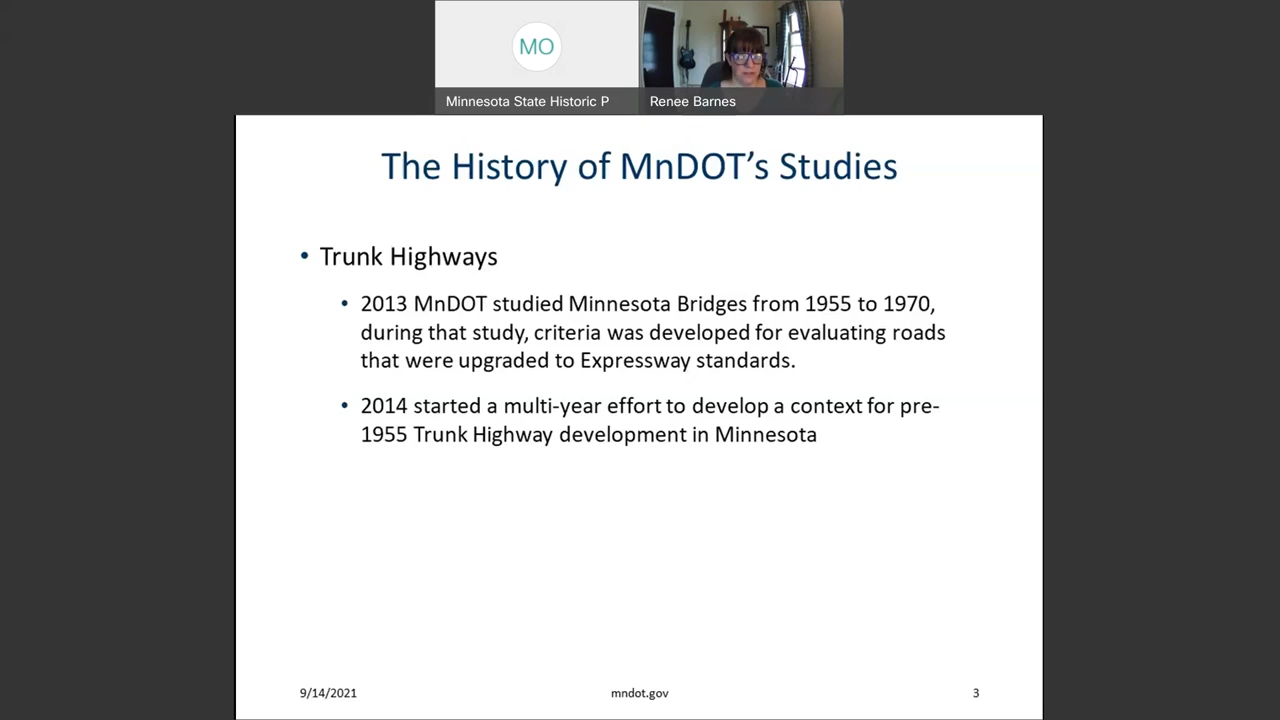 MO
Minnesota State Historic P
Renee Barnes
The History of MnDOT’s Studies
• Trunk Highways
• 2013 MnDOT studied Minnesota Bridges from 1955 to 1970,
during that study, criteria was developed for evaluating roads
that were upgraded to Expressway standards.
• 2014 started a multi-year effort to develop a context for pre-
1955 Trunk Highway development in Minnesota
9/14/2021
mndot.gov
3